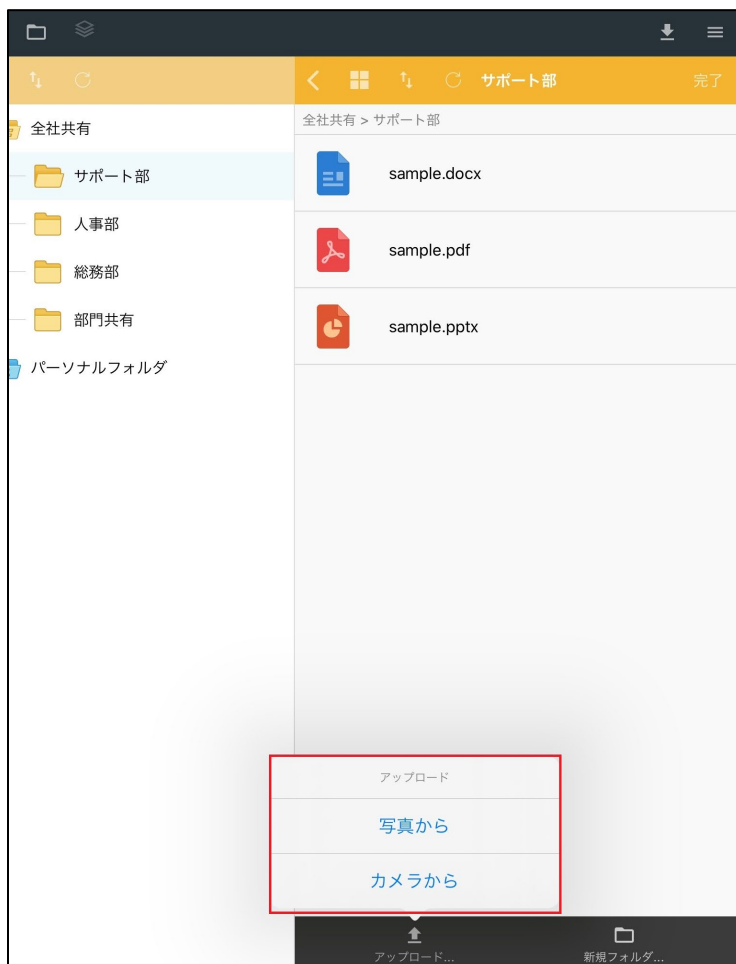 サポート部
完了
全社共有
サポート部
人事部
総務部
部門共有
パーソナルフォルダ
全社共有 > サポート部
sample.docx
sample.pdf
sample.pptx
アップロード
写真から
カメラから
アップロード...
新規フォルダ...